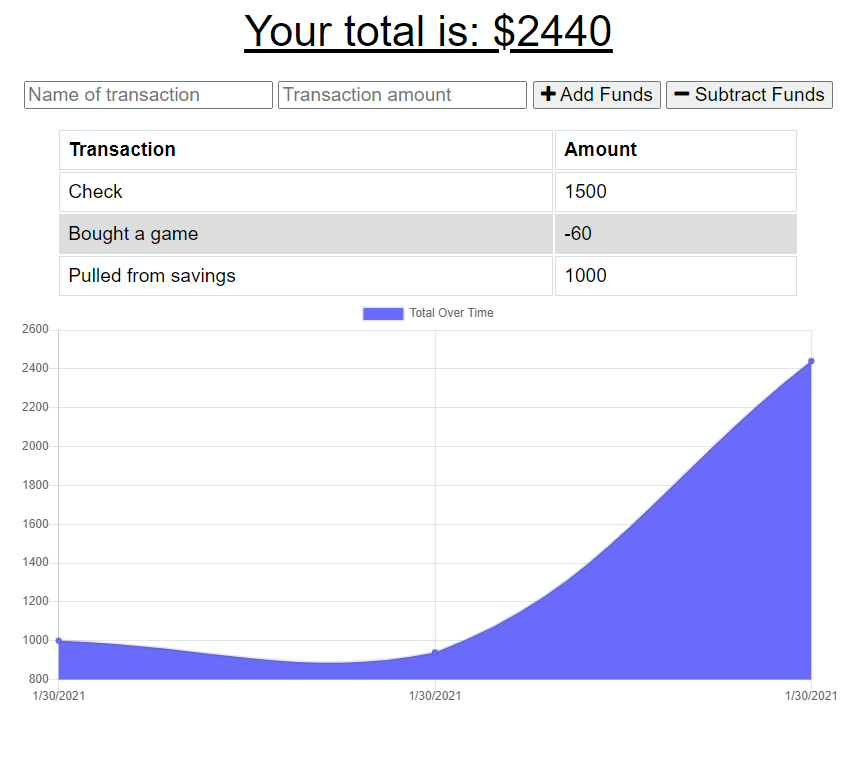 Your total is: $2440
Name of transaction Transaction amount Add Funds Subtract Funds
Transaction Amount
Check 1500
Bought a game -60
Pulled from savings 1000
Total Over Time
2600
2400
2200
2000
1800
1600
1400
1200
1000
800
1/30/2021 1/30/2021 1/30/2021